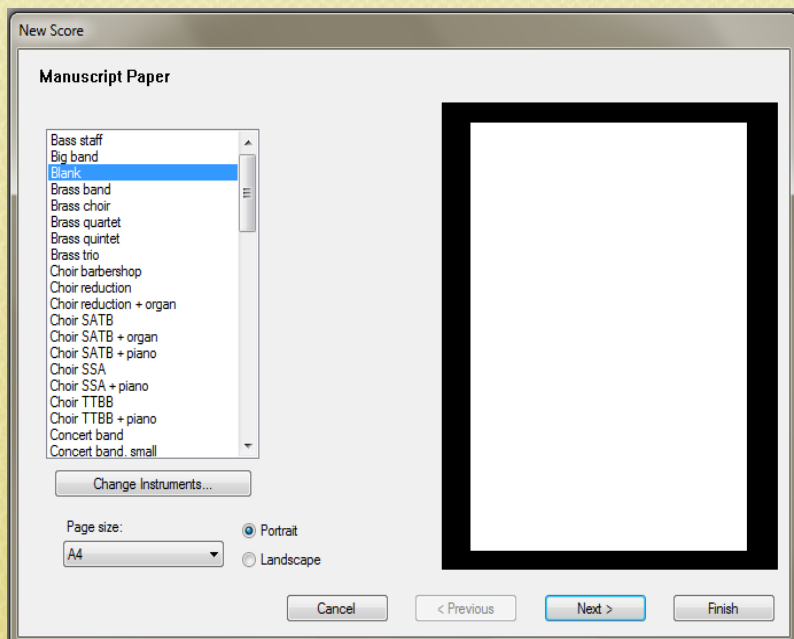 New Score
Manuscript Paper
Bass staff
Big band
Blank
Brass band
Brass choir
Brass quartet
Brass quintet
Brass trio
Choir barbershop
Choir reduction
Choir reduction + organ
Choir SATB
Choir SATB + organ
Choir SATB + piano
Choir SSA
Choir SSA + piano
Choir TTBB
Choir TTBB + piano
Concert band
Concert band. small
Change Instruments...
Page size:
A4
Portrait
Landscape
Cancel
< Previous
Next >
Finish